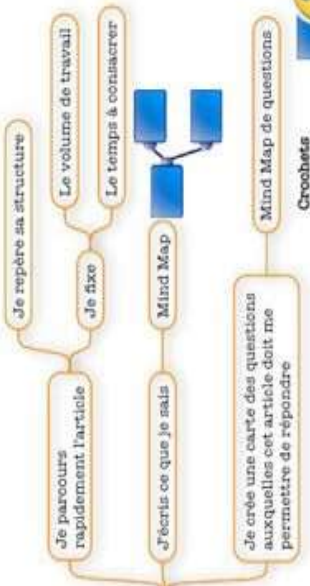 Je parcours
rapidement l'article
Je repère sa structure
Je fixe
Le volume de travail
Le temps à consacrer
J'écris ce que je sais
Mind Map
Je crée une carte des questions
auxquelles cet article doit me
permettre de répondre
Mind Map de questions
Crochets